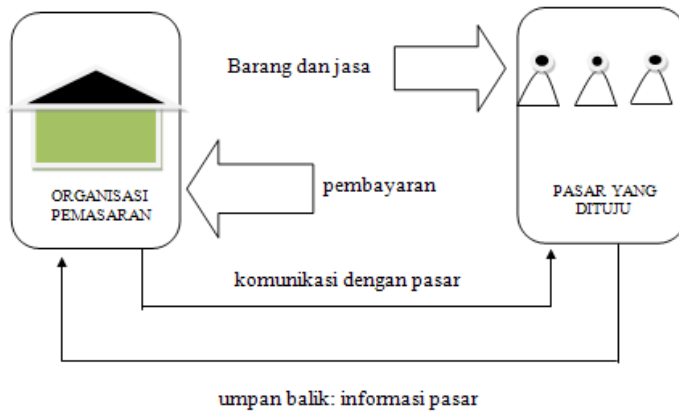 Barang dan jasa
pembayaran
ORGANISASI
PEMASARAN
PASAR YANG
DITUJU
komunikasi dengan pasar
umpan balik: informasi pasar